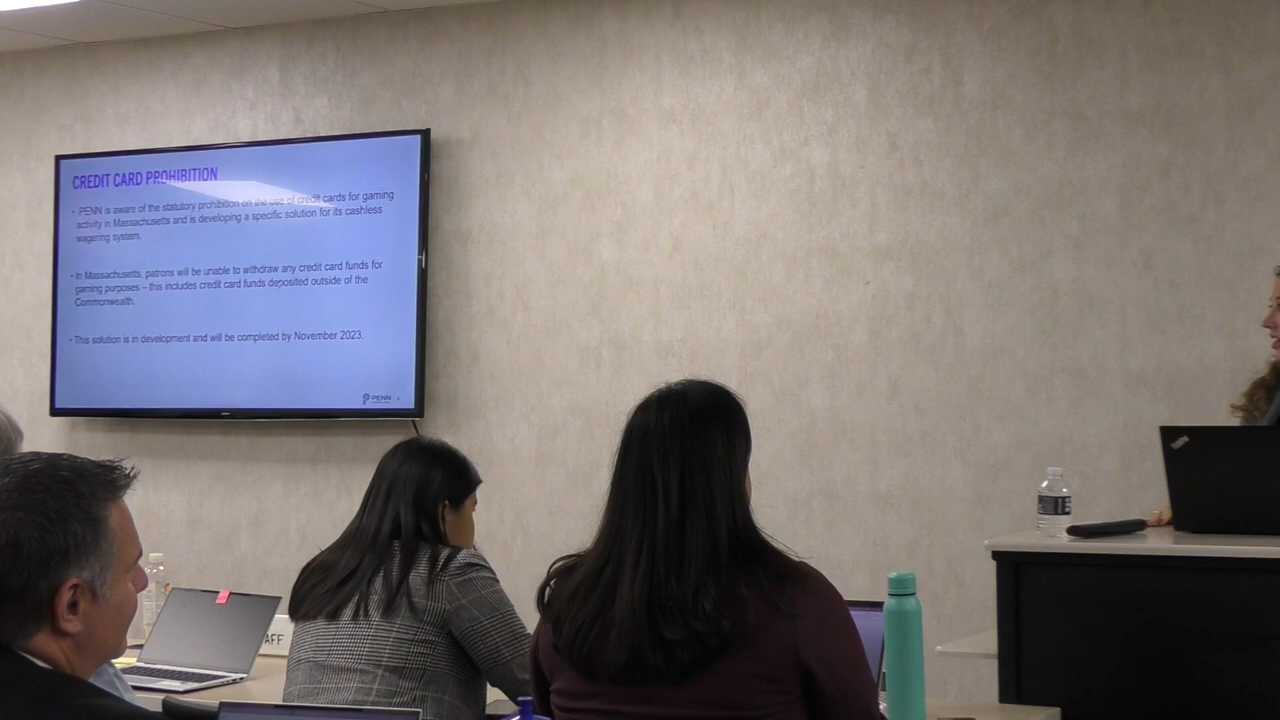 CREDIT CARD PROHIBITION
• PENN is aware of the statutory prohibition on the use of credit cards for gaming
activity in Massachusetts and is developing a specific solution for its cashless
wagering system.
• In Massachusetts, patrons will be unable to withdraw any credit card funds for
gaming purposes – this includes credit card funds deposited outside of the
Commonwealth.
• This solution is in development and will be completed by November 2023.
PENN
AFF